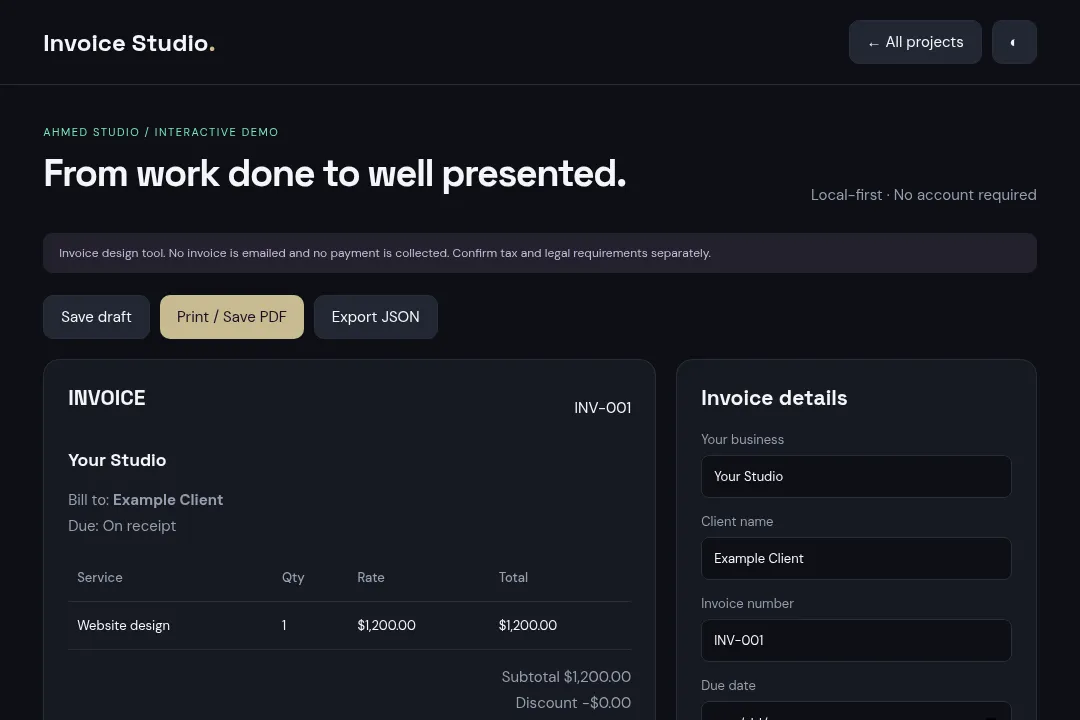 Invoice Studio.
← All projects
AHMED STUDIO / INTERACTIVE DEMO
From work done to well presented.
Local-first · No account required
Invoice design tool. No invoice is emailed and no payment is collected. Confirm tax and legal requirements separately.
Save draft
Print / Save PDF
Export JSON
INVOICE
INV-001
Your Studio
Bill to: Example Client
Due: On receipt
Service Qty Rate Total
Website design 1 $1,200.00 $1,200.00
Subtotal $1,200.00
Discount -$0.00
Invoice details
Your business
Your Studio
Client name
Example Client
Invoice number
INV-001
Due date